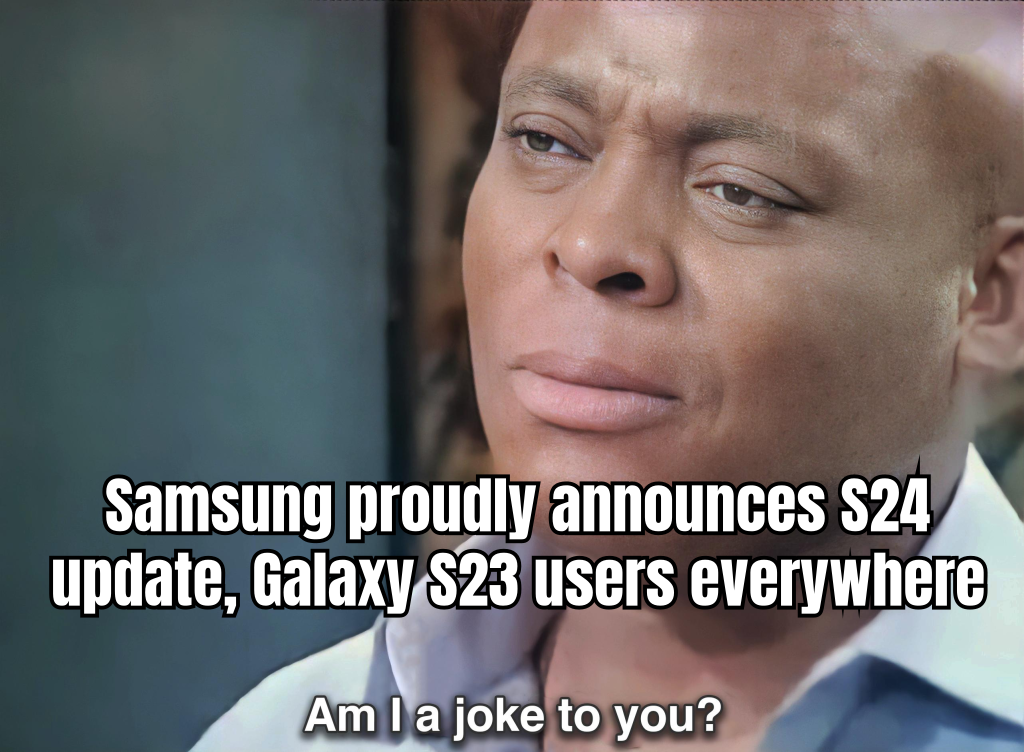 Samsung proudly announces S24
update, Galaxy S23 users everywhere
Am I a joke to you?